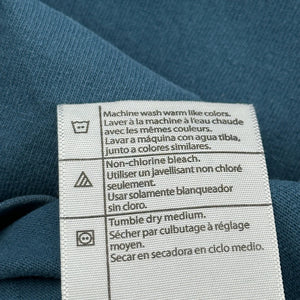 Machine wash warm like colors.
Laver à la machine à l'eau chaude
avec les mêmes couleurs.
Lavar a máquina con agua tibia,
junto a colores similares.
Non-chlorine bleach.
Utiliser un javellisant non chloré
seulement.
Usar solamente blanqueador
sin cloro.
Tumble dry medium.
Sécher par culbutage à réglage
moyen.
Secar en secadora en ciclo medio.